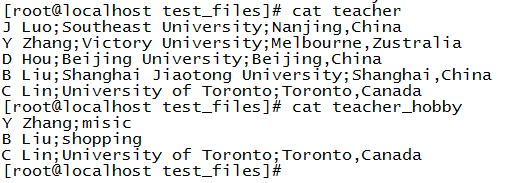 [root@localhost test_files]# cat teacher
J Luo;Southeast University;Nanjing,China
Y Zhang;Victory University;Melbourne,Zustralia
D Hou;Beijing University;Beijing,China
B Liu;Shanghai Jiaotong University;Shanghai,China
C Lin;University of Toronto;Toronto,Canada
[root@localhost test_files]# cat teacher_hobby
Y Zhang;misic
B Liu;shopping
C Lin;University of Toronto;Toronto,Canada
[root@localhost test_files]#